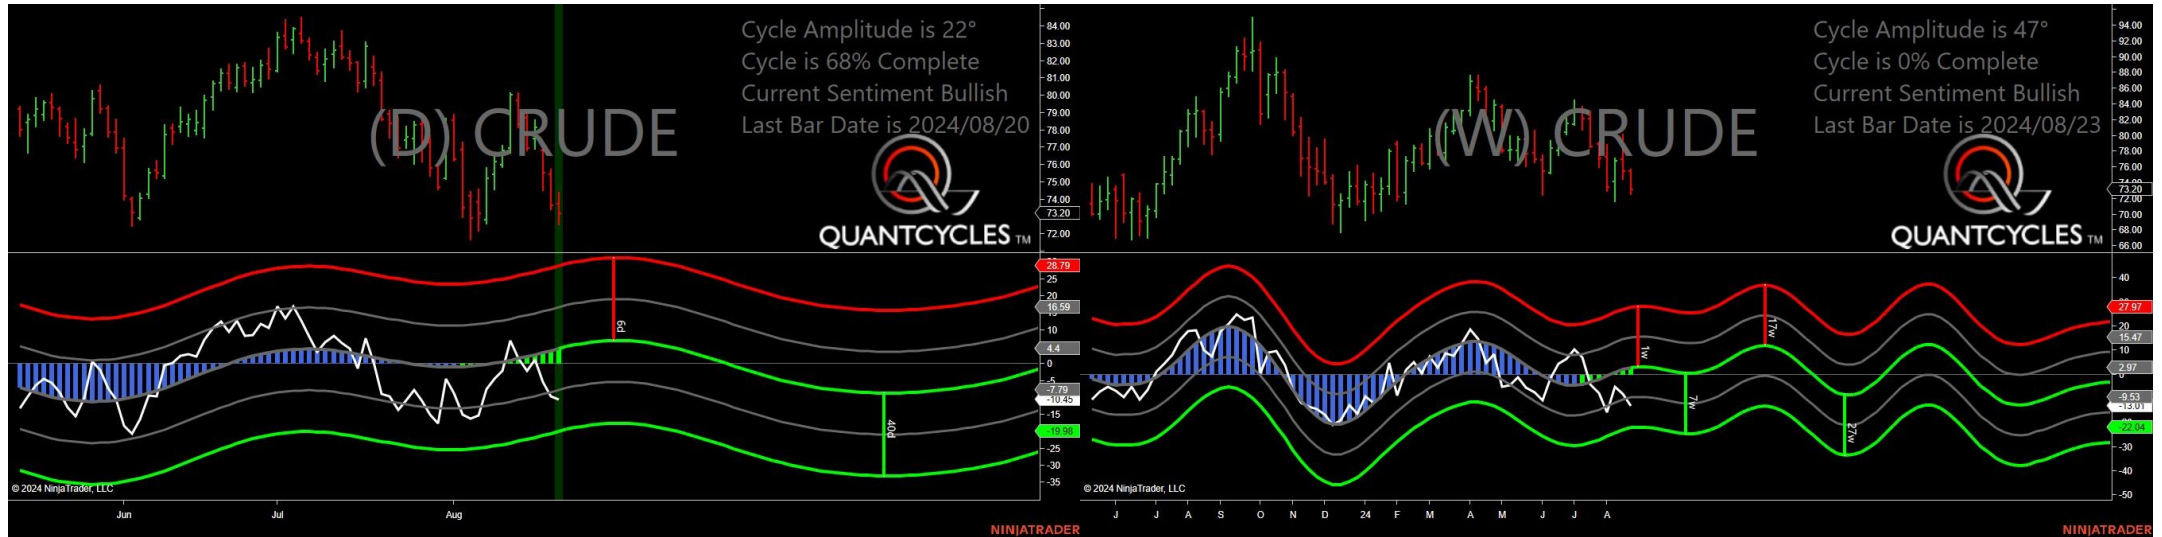 Cycle Amplitude is 22°
Cycle is 68% Complete
Current Sentiment Bullish
Last Bar Date is 2024/08/20
(D) CRUDE
QUANTCYCLES TM
84.00
83.00
82.00
81.00
80.00
79.00
78.00
77.00
76.00
75.00
74.00
73.20
72.00
28.79
25
20
16.59
10
4.4
0
-5
-7.79
-10.45
-15
-19.98
-25
-30
-35
6d
40d
© 2024 NinjaTrader, LLC
Jun
Jul
Aug
NINJATRADER
Cycle Amplitude is 47°
Cycle is 0% Complete
Current Sentiment Bullish
Last Bar Date is 2024/08/23
(W) CRUDE
QUANTCYCLES TM
94.00
92.00
90.00
88.00
86.00
84.00
82.00
80.00
78.00
76.00
73.20
72.00
70.00
68.00
66.00
40
27.97
20
15.47
10
2.97
-9.53
-13.01
-22.04
-30
-40
-50
1w
7w
17w
27w
© 2024 NinjaTrader, LLC
J
J
A
S
O
N
D
24
F
M
A
M
J
J
A
NINJATRADER